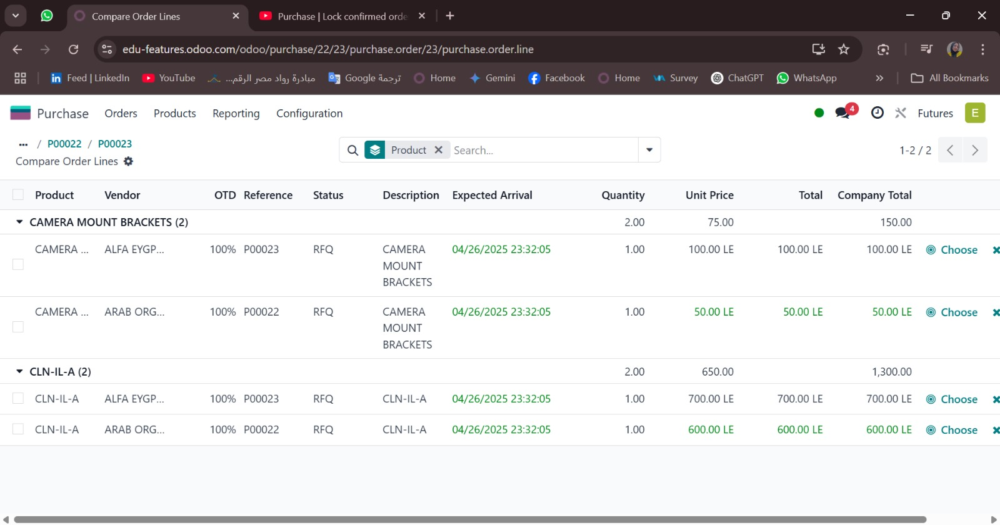 Compare Order Lines
Purchase | Lock confirmed orde
edu-features.odoo.com/odoo/purchase/22/23/purchase.order/23/purchase.order.line
Feed | LinkedIn YouTube مبادرة رواد مصر الرقم... ترجمة Google Home Gemini Facebook Home Survey ChatGPT WhatsApp » All Bookmarks
Purchase Orders Products Reporting Configuration 4 Futures E
... / P00022 / P00023
Compare Order Lines
Product Search... 1-2 / 2
Product Vendor OTD Reference Status Description Expected Arrival Quantity Unit Price Total Company Total
CAMERA MOUNT BRACKETS (2) 2.00 75.00 150.00
CAMERA ... ALFA EYGP... 100% P00023 RFQ CAMERA 04/26/2025 23:32:05 1.00 100.00 LE 100.00 LE 100.00 LE Choose
MOUNT
BRACKETS
CAMERA ... ARAB ORG... 100% P00022 RFQ CAMERA 04/26/2025 23:32:05 1.00 50.00 LE 50.00 LE 50.00 LE Choose
MOUNT
BRACKETS
CLN-IL-A (2) 2.00 650.00 1,300.00
CLN-IL-A ALFA EYGP... 100% P00023 RFQ CLN-IL-A 04/26/2025 23:32:05 1.00 700.00 LE 700.00 LE 700.00 LE Choose
CLN-IL-A ARAB ORG... 100% P00022 RFQ CLN-IL-A 04/26/2025 23:32:05 1.00 600.00 LE 600.00 LE 600.00 LE Choose